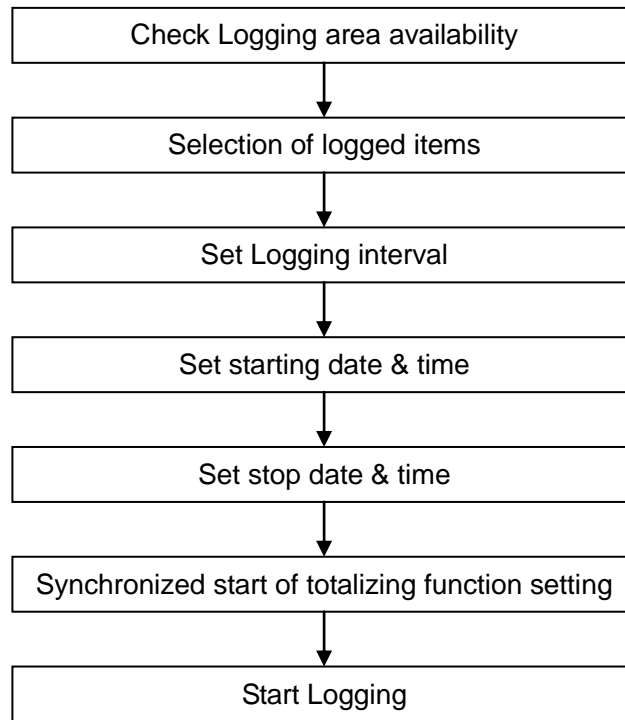 Check Logging area availability
Selection of logged items
Set Logging interval
Set starting date & time
Set stop date & time
Synchronized start of totalizing function setting
Start Logging